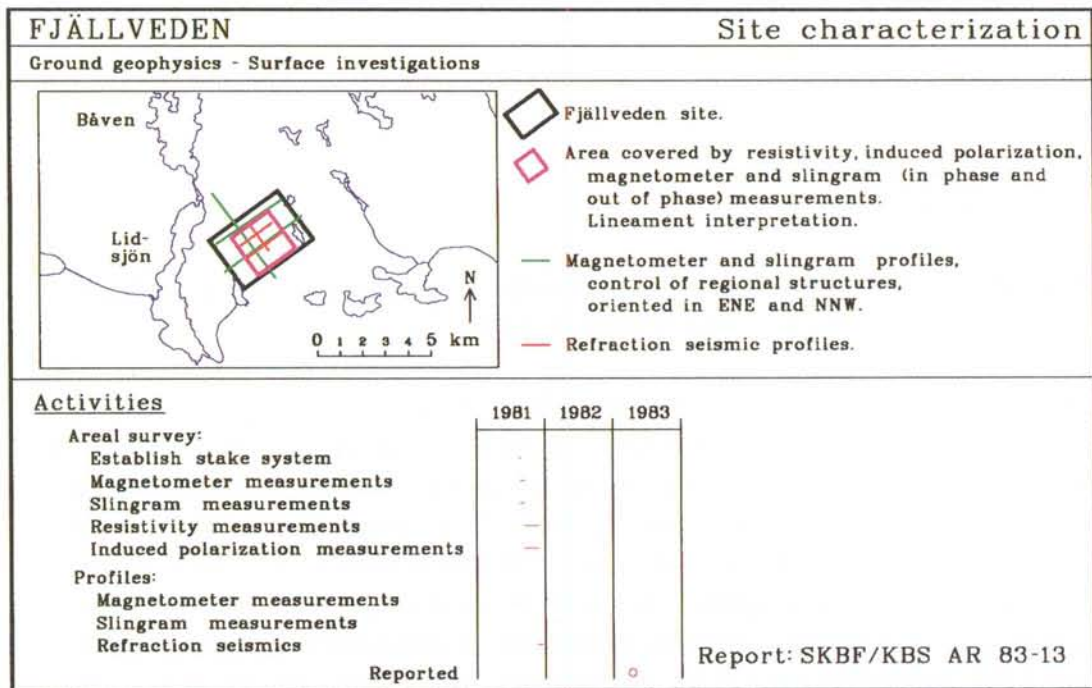 FJÄLLVEDEN
Site characterization
Ground geophysics - Surface investigations
Båven
Lid-
sjön
N
0 1 2 3 4 5 km
Fjällveden site.
Area covered by resistivity, induced polarization,
magnetometer and slingram (in phase and
out of phase) measurements.
Lineament interpretation.
Magnetometer and slingram profiles,
control of regional structures,
oriented in ENE and NNW.
Refraction seismic profiles.
Activities
1981 1982 1983
Areal survey:
Establish stake system
Magnetometer measurements
Slingram measurements
Resistivity measurements
Induced polarization measurements
Profiles:
Magnetometer measurements
Slingram measurements
Refraction seismics
Reported
Report: SKBF/KBS AR 83-13